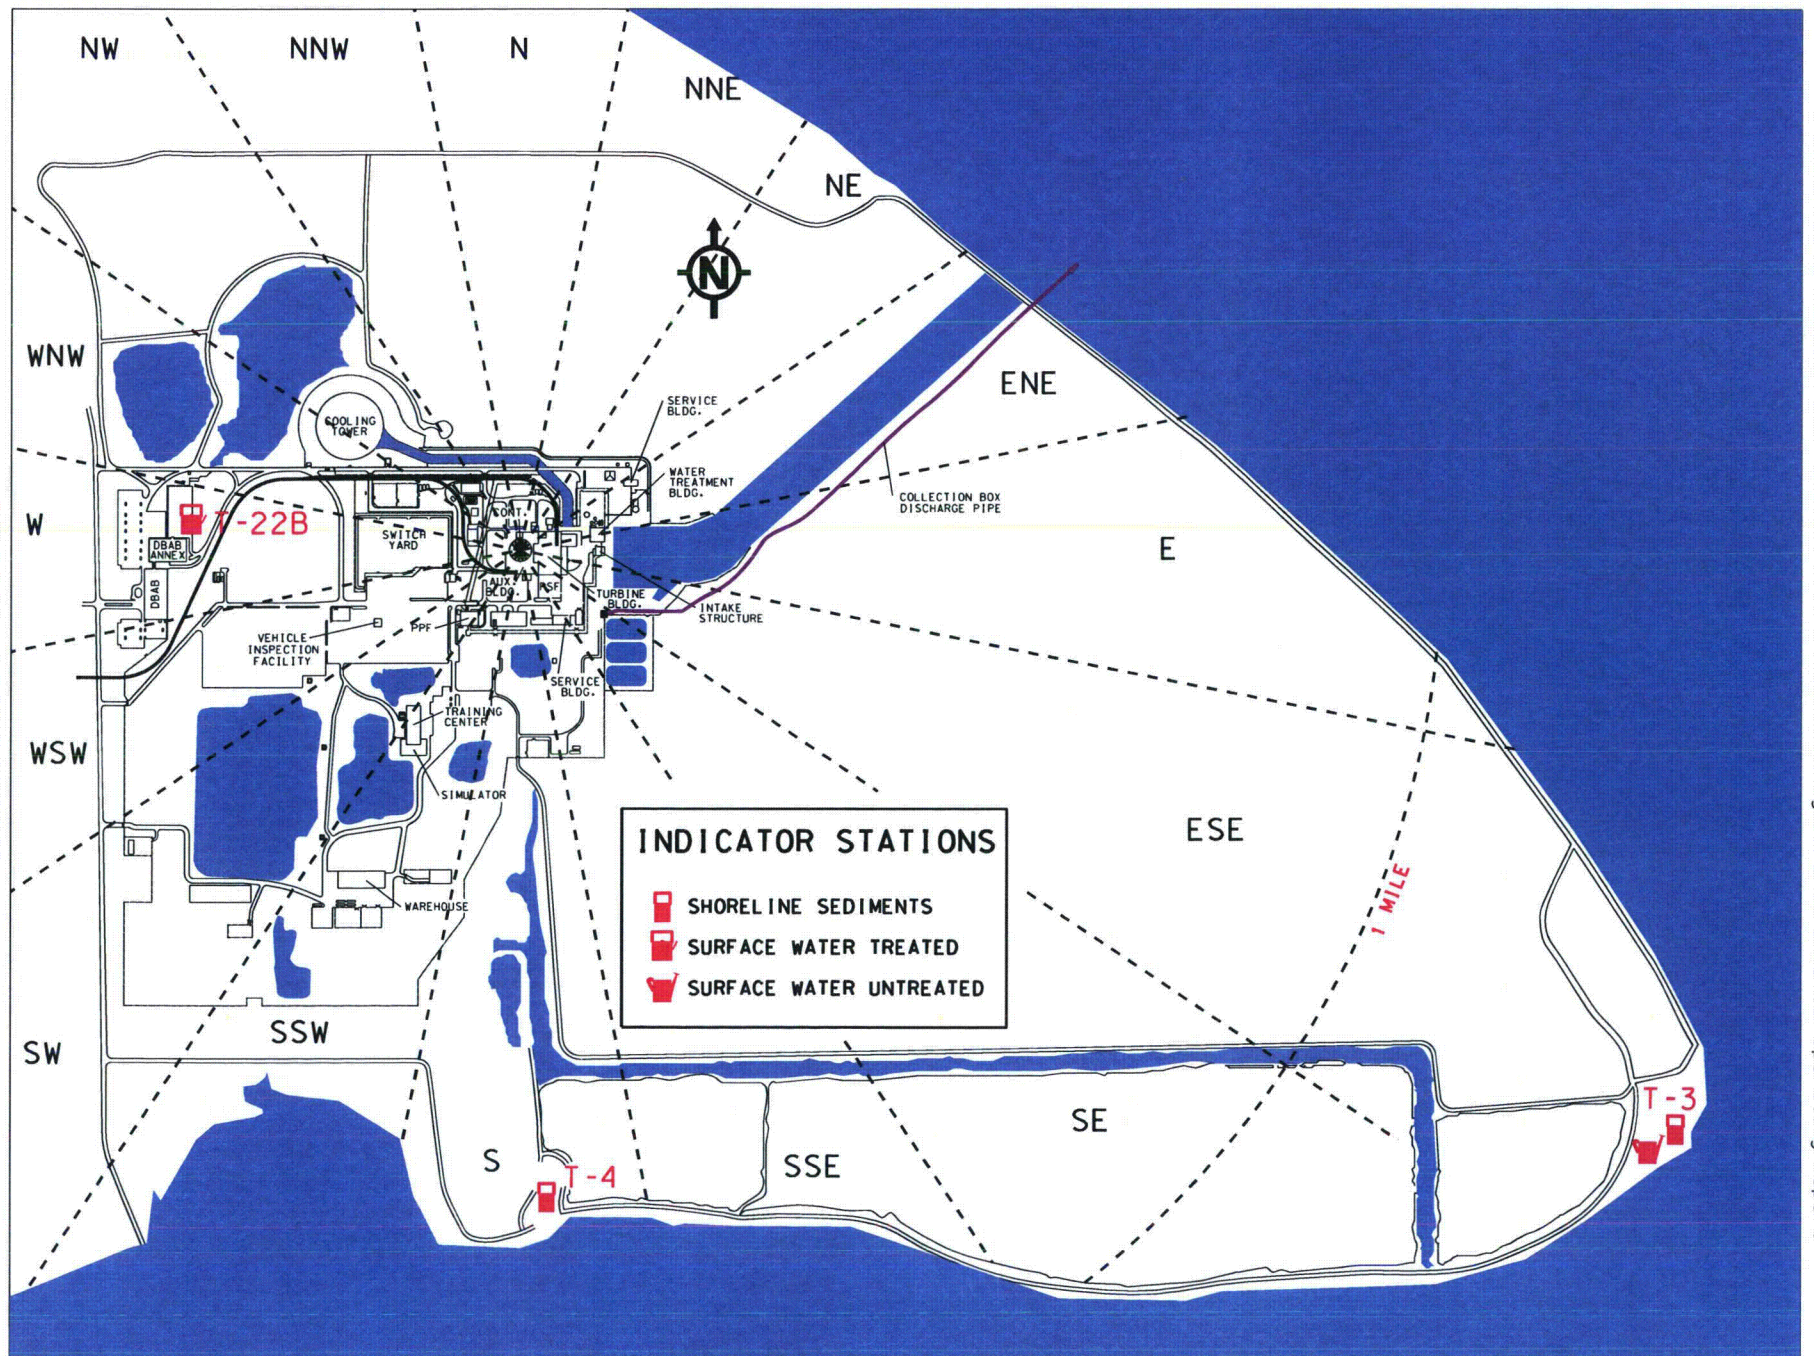 NW
NNW
N
NNE
NE
N
WNW
ENE
SERVICE
BLDG.
COOLING
TOWER
WATER
TREATMENT
BLDG.
COLLECTION BOX
DISCHARGE PIPE
W
T-22B
CONT.
SWITCH
YARD
E
DBAB
ANNEX
DBAB
AUX.
BLDG.
TURBINE
BLDG.
INTAKE
STRUCTURE
PPF
VEHICLE
INSPECTION
FACILITY
SERVICE
BLDG.
TRAINING
CENTER
WSW
SIMULATOR
INDICATOR STATIONS
SHORELINE SEDIMENTS
SURFACE WATER TREATED
SURFACE WATER UNTREATED
ESE
1 MILE
WAREHOUSE
SSW
SW
T-3
SE
S
T-4
SSE